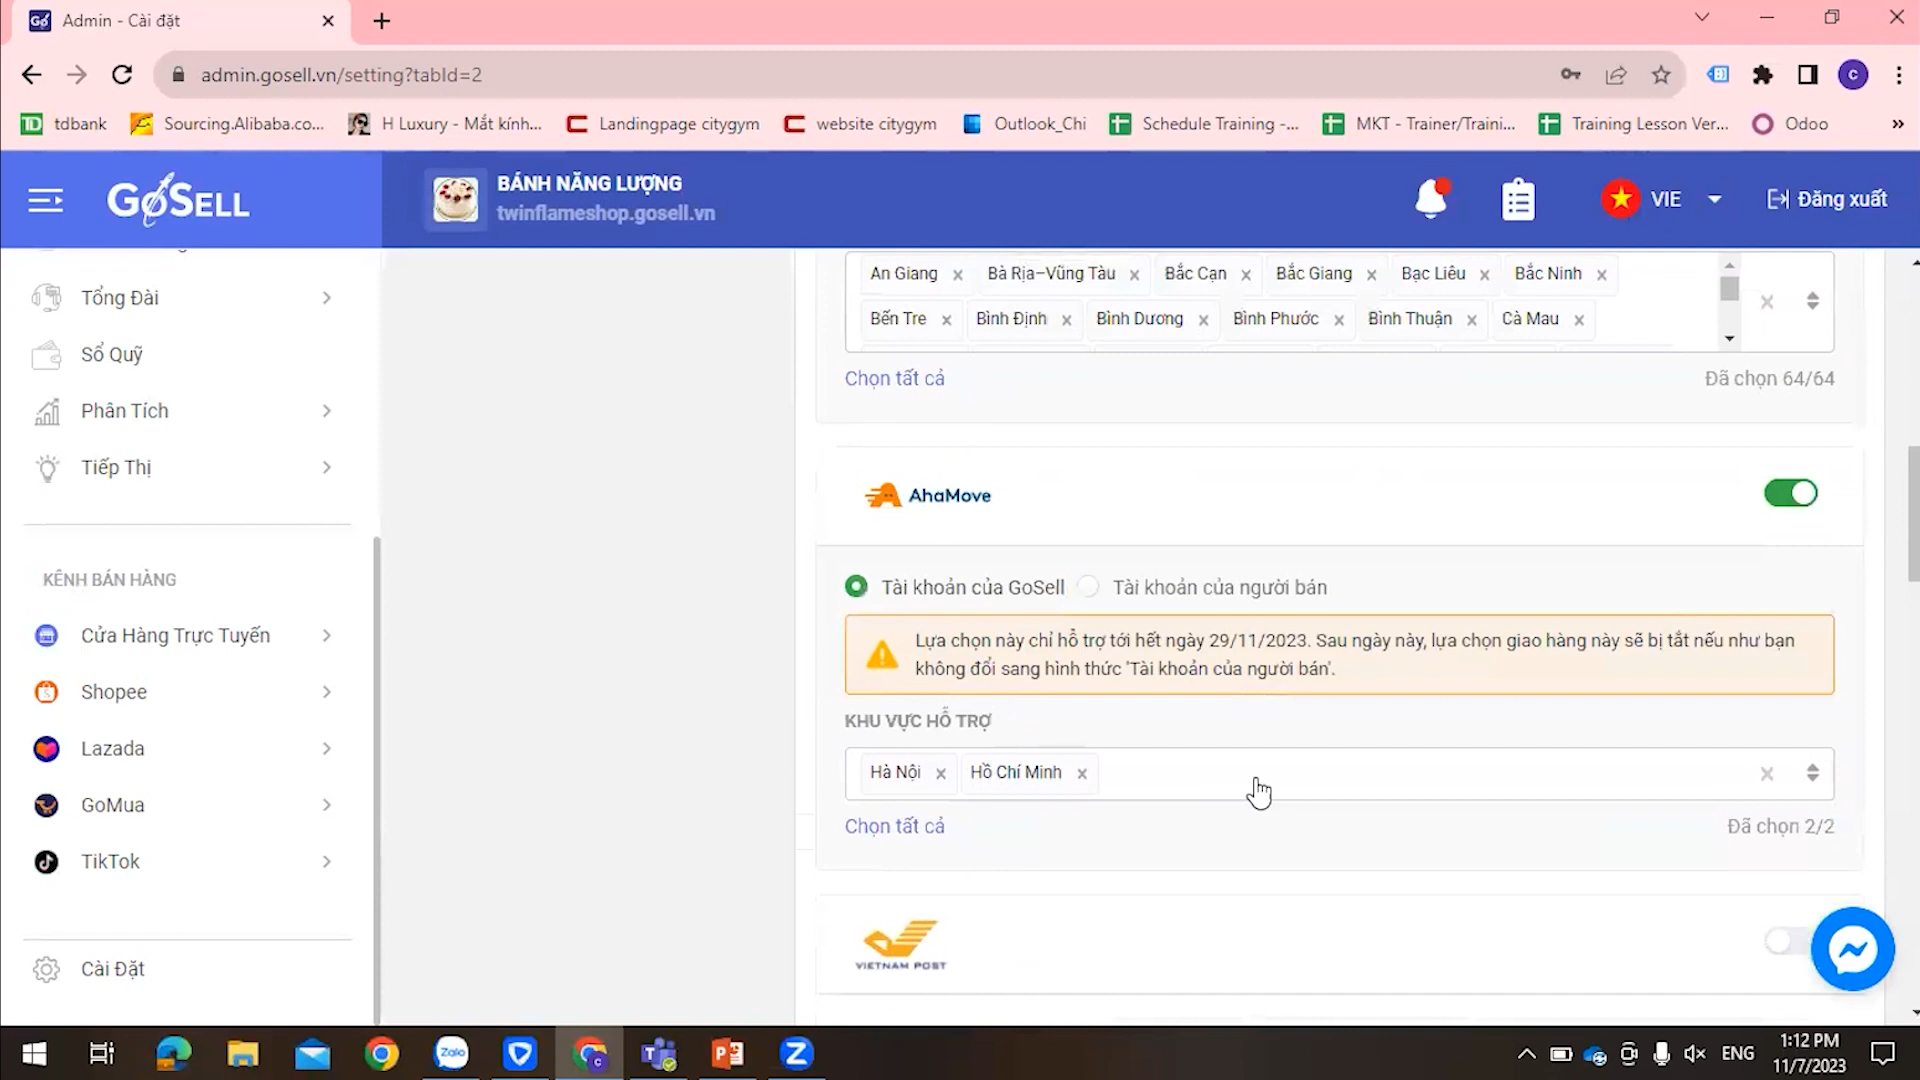 Admin - Cài đặt
admin.gosell.vn/setting?tabId=2
tdbank
Sourcing.Alibaba.co...
H Luxury - Mắt kính...
Landingpage citygym
website citygym
Outlook_Chi
Schedule Training -...
MKT - Trainer/Traini...
Training Lesson Ver...
Odoo
GOSELL
BÁNH NĂNG LƯỢNG
twinflameshop.gosell.vn
VIE
Đăng xuất
Tổng Đài
Sổ Quỹ
Phân Tích
Tiếp Thị
KÊNH BÁN HÀNG
Cửa Hàng Trực Tuyến
Shopee
Lazada
GoMua
TikTok
Cài Đặt
An Giang
Bà Rịa–Vũng Tàu
Bắc Cạn
Bắc Giang
Bạc Liêu
Bắc Ninh
Bến Tre
Bình Định
Bình Dương
Bình Phước
Bình Thuận
Cà Mau
Chọn tất cả
Đã chọn 64/64
AhaMove
Tài khoản của GoSell
Tài khoản của người bán
Lựa chọn này chỉ hỗ trợ tới hết ngày 29/11/2023. Sau ngày này, lựa chọn giao hàng này sẽ bị tắt nếu như bạn
không đổi sang hình thức 'Tài khoản của người bán'.
KHU VỰC HỖ TRỢ
Hà Nội
Hồ Chí Minh
Chọn tất cả
Đã chọn 2/2
VIETNAM POST
Zalo
ENG
1:12 PM
11/7/2023